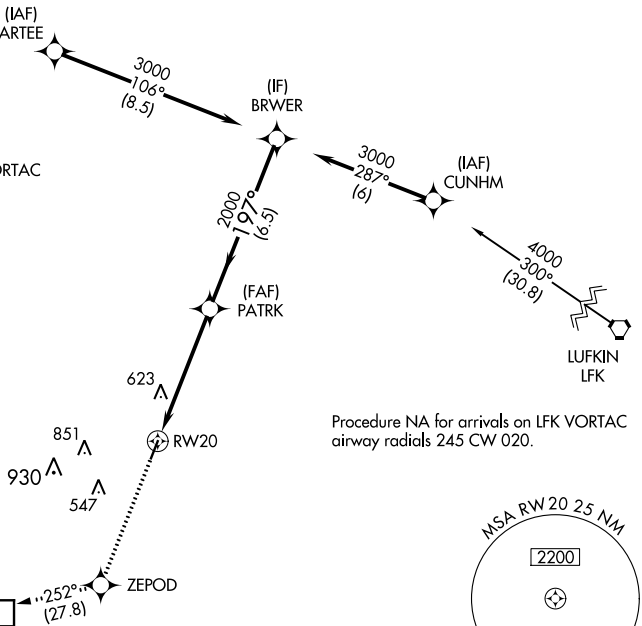 (IAF)
ARTEE
3000
106°
(8.5)
(IF)
BRWER
3000
287°
(6)
(IAF)
CUNHM
ORTAC
2000
197°
(6.5)
4000
300°
(30.8)
(FAF)
PATRK
LUFKIN
LFK
623
RW20
851
930
547
Procedure NA for arrivals on LFK VORTAC
airway radials 245 CW 020.
MSA RW20 25 NM
2200
ZEPOD
252°
(27.8)